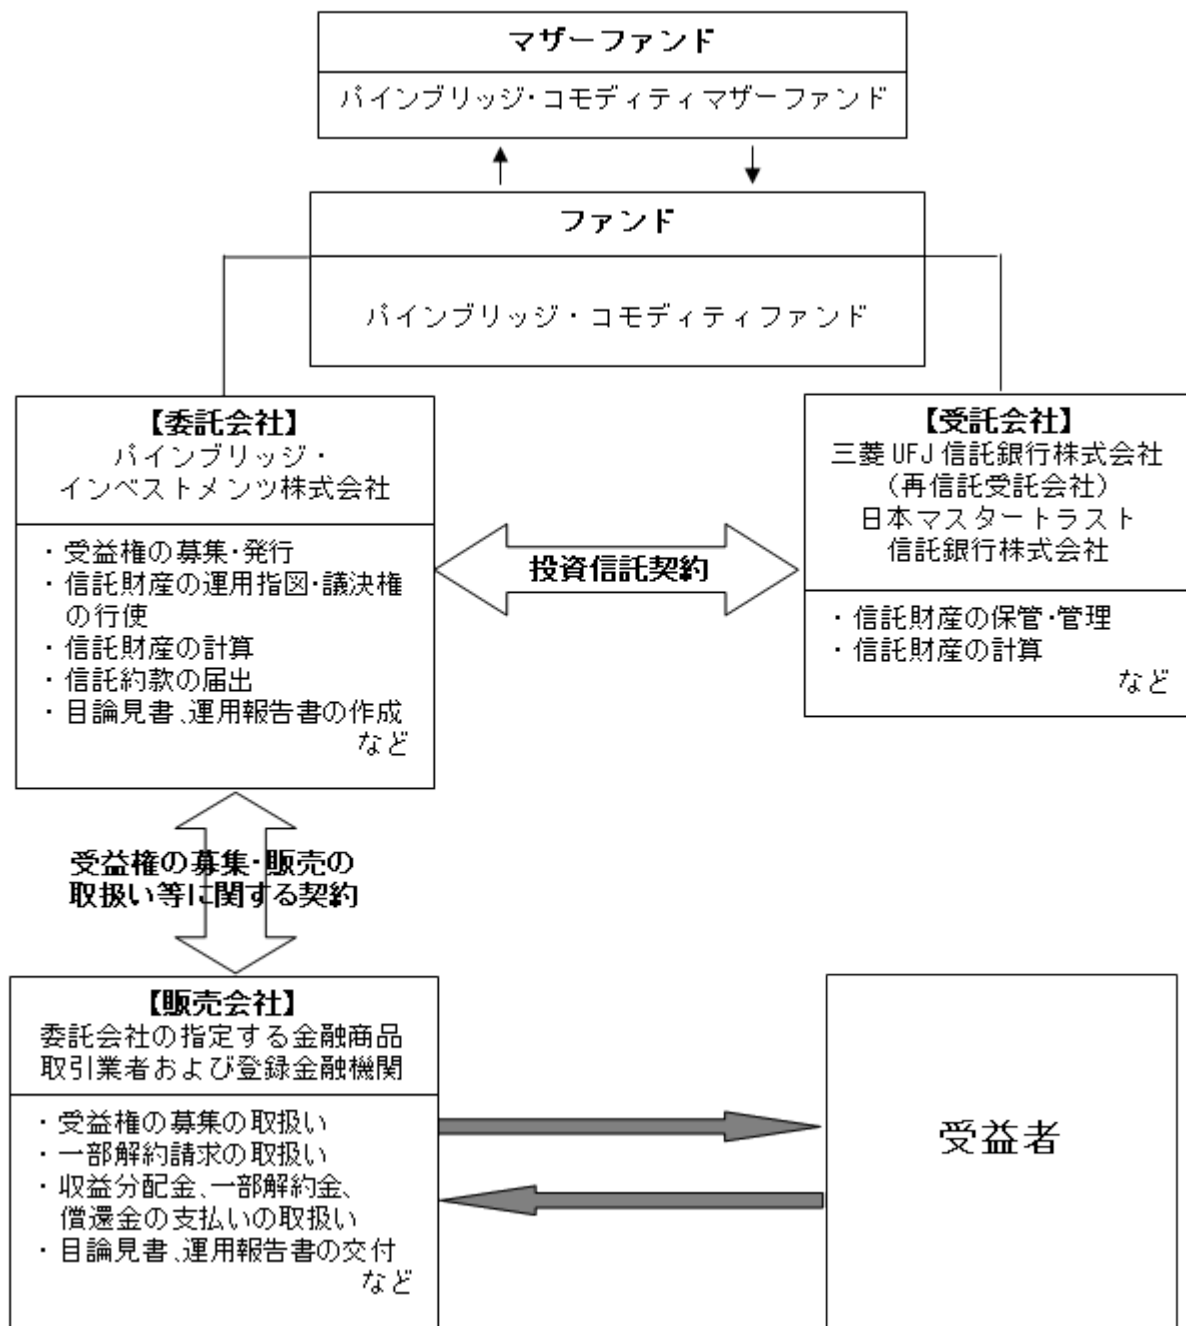 マザーファンド
パインブリッジ・コモディティマザーファンド
ファンド
パインブリッジ・コモディティファンド
【委託会社】
パインブリッジ・
インベストメンツ株式会社
・受益権の募集・発行
・信託財産の運用指図・議決権
の行使
・信託財産の計算
・信託約款の届出
・目論見書、運用報告書の作成
など
投資信託契約
【受託会社】
三菱UFJ信託銀行株式会社
(再信託受託会社)
日本マスタートラスト
信託銀行株式会社
・信託財産の保管・管理
・信託財産の計算
など
受益権の募集・販売の
取扱い等に関する契約
【販売会社】
委託会社の指定する金融商品
取引業者および登録金融機関
・受益権の募集の取扱い
・一部解約請求の取扱い
・収益分配金、一部解約金、
償還金の支払いの取扱い
・目論見書、運用報告書の交付
など
受益者